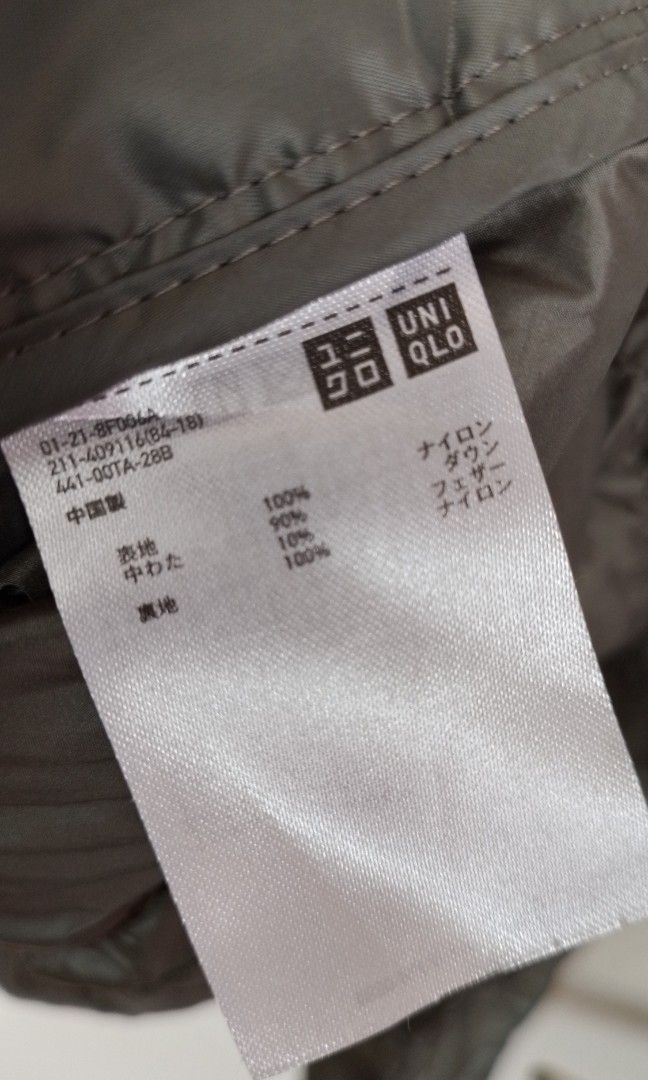 ユニ
クロ
UNI
QLO
01-21-8F006A
211-409116(84-18)
441-00TA-28B
中国製
表地 100% ナイロン
中わた 90% ダウン
10% フェザー
裏地 100% ナイロン